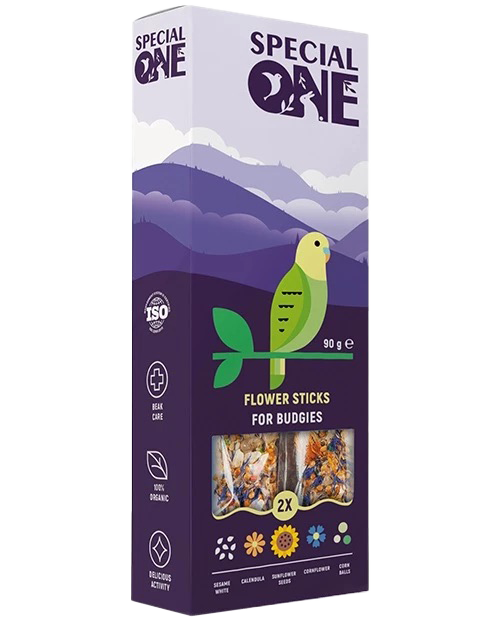 SPECIAL
ONE
SPECIAL
ONE
ISO
BEAK
CARE
100%
ORGANIC
DELICIOUS
ACTIVITY
90 g ℮
FLOWER STICKS
FOR BUDGIES
2X
SESAME
WHITE
CALENDULA
SUNFLOWER
SEEDS
CORNFLOWER
CORN
BALLS